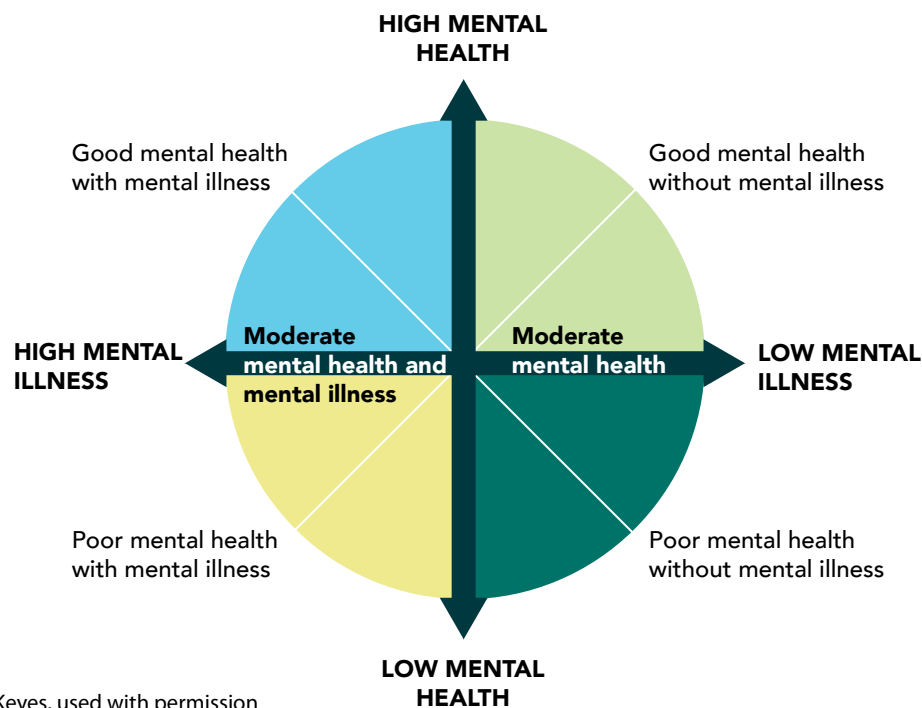 HIGH MENTAL
HEALTH
Good mental health
with mental illness
Good mental health
without mental illness
HIGH MENTAL
ILLNESS
Moderate
mental health and
mental illness
Moderate
mental health
LOW MENTAL
ILLNESS
Poor mental health
with mental illness
Poor mental health
without mental illness
LOW MENTAL
HEALTH
Keyes, used with permission